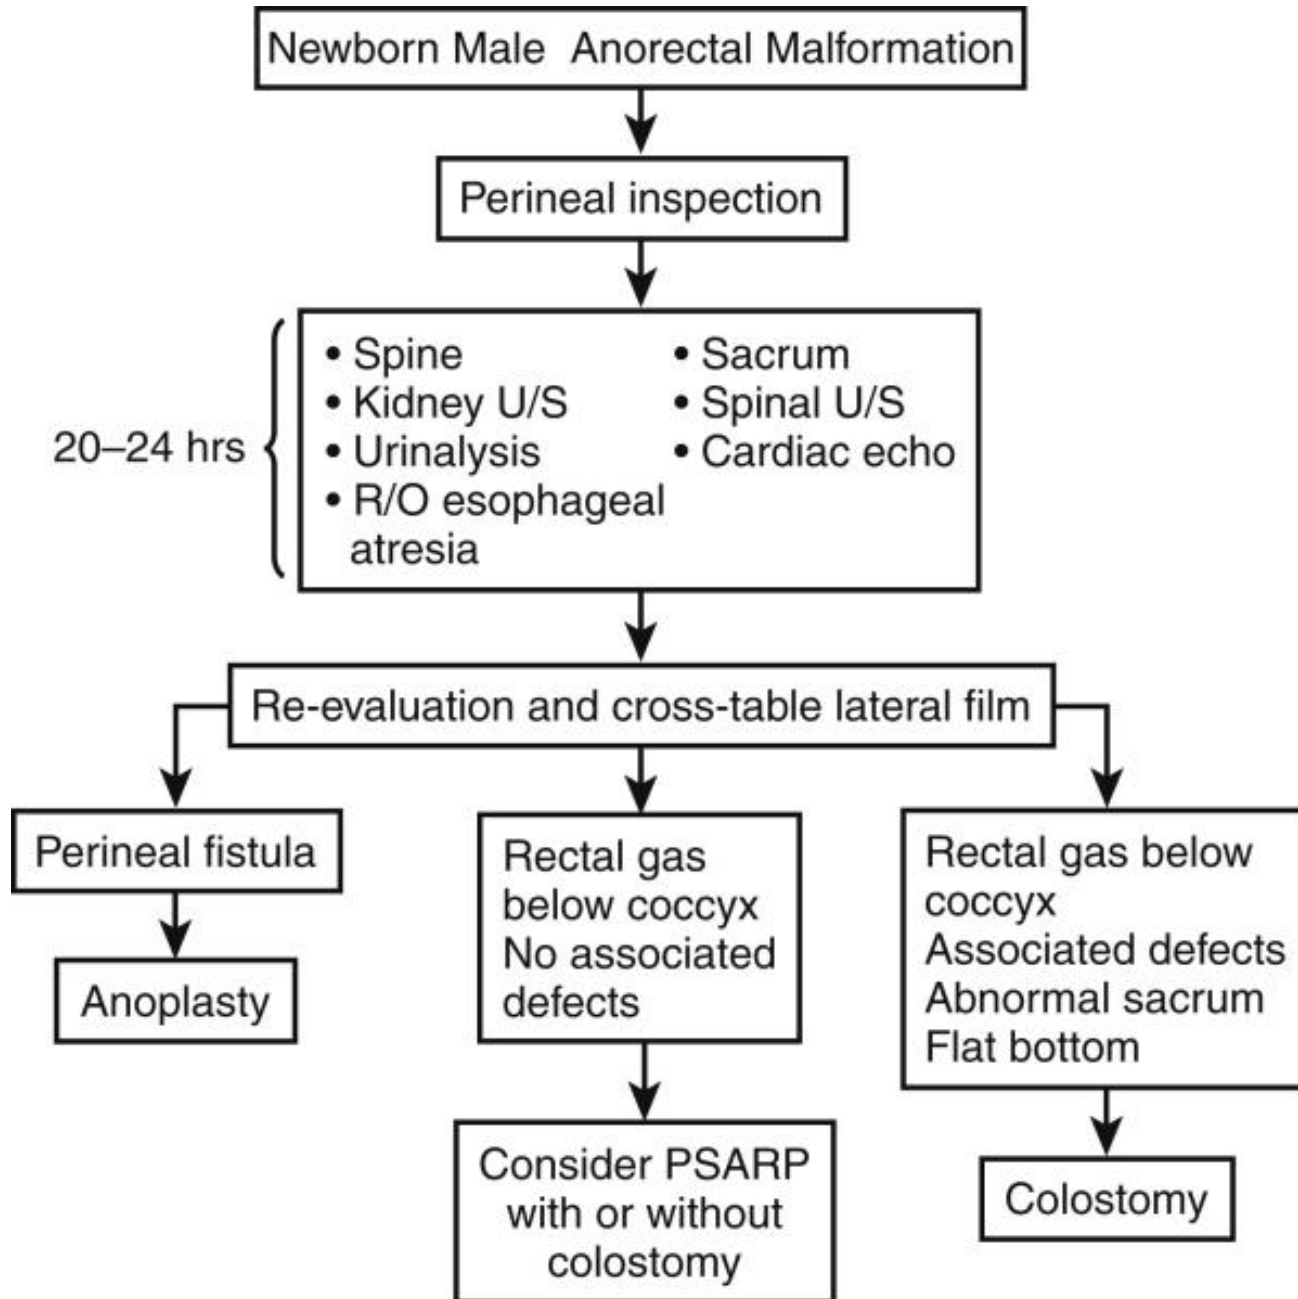 Newborn Male Anorectal Malformation
Perineal inspection
20–24 hrs
• Spine
• Kidney U/S
• Urinalysis
• R/O esophageal
atresia
• Sacrum
• Spinal U/S
• Cardiac echo
Re-evaluation and cross-table lateral film
Perineal fistula
Anoplasty
Rectal gas
below coccyx
No associated
defects
Consider PSARP
with or without
colostomy
Rectal gas below
coccyx
Associated defects
Abnormal sacrum
Flat bottom
Colostomy